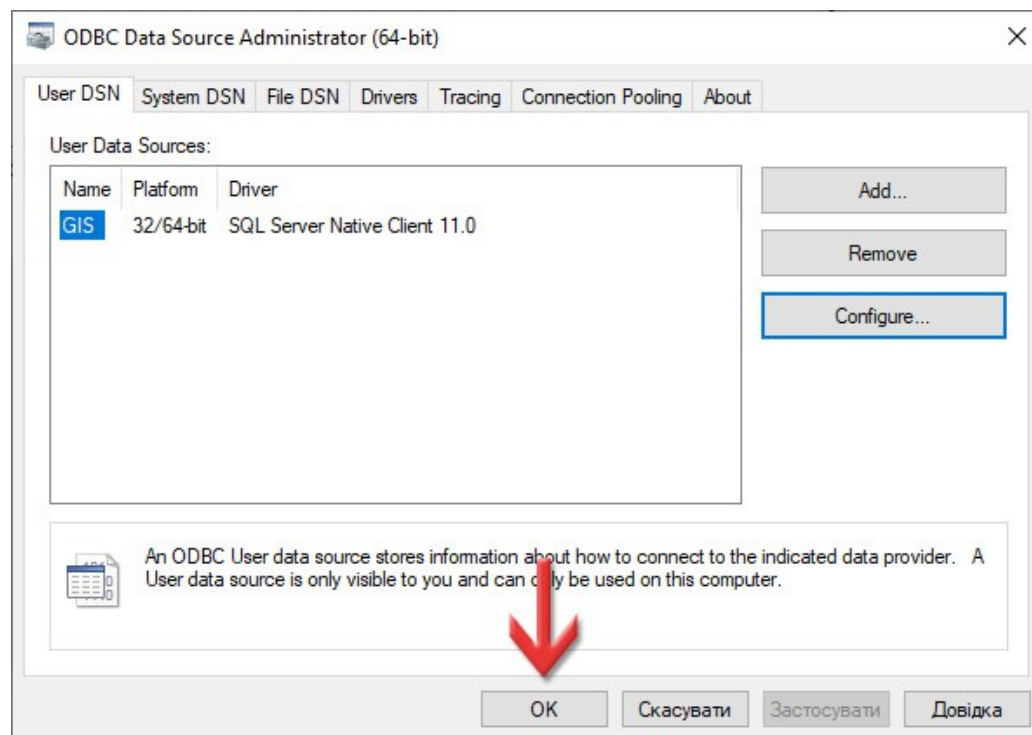 ODBC Data Source Administrator (64-bit)
User DSN System DSN File DSN Drivers Tracing Connection Pooling About
User Data Sources:
Name Platform Driver
GIS 32/64-bit SQL Server Native Client 11.0
Add...
Remove
Configure...
An ODBC User data source stores information about how to connect to the indicated data provider. A
User data source is only visible to you and can only be used on this computer.
OK Скасувати Застосувати Довідка